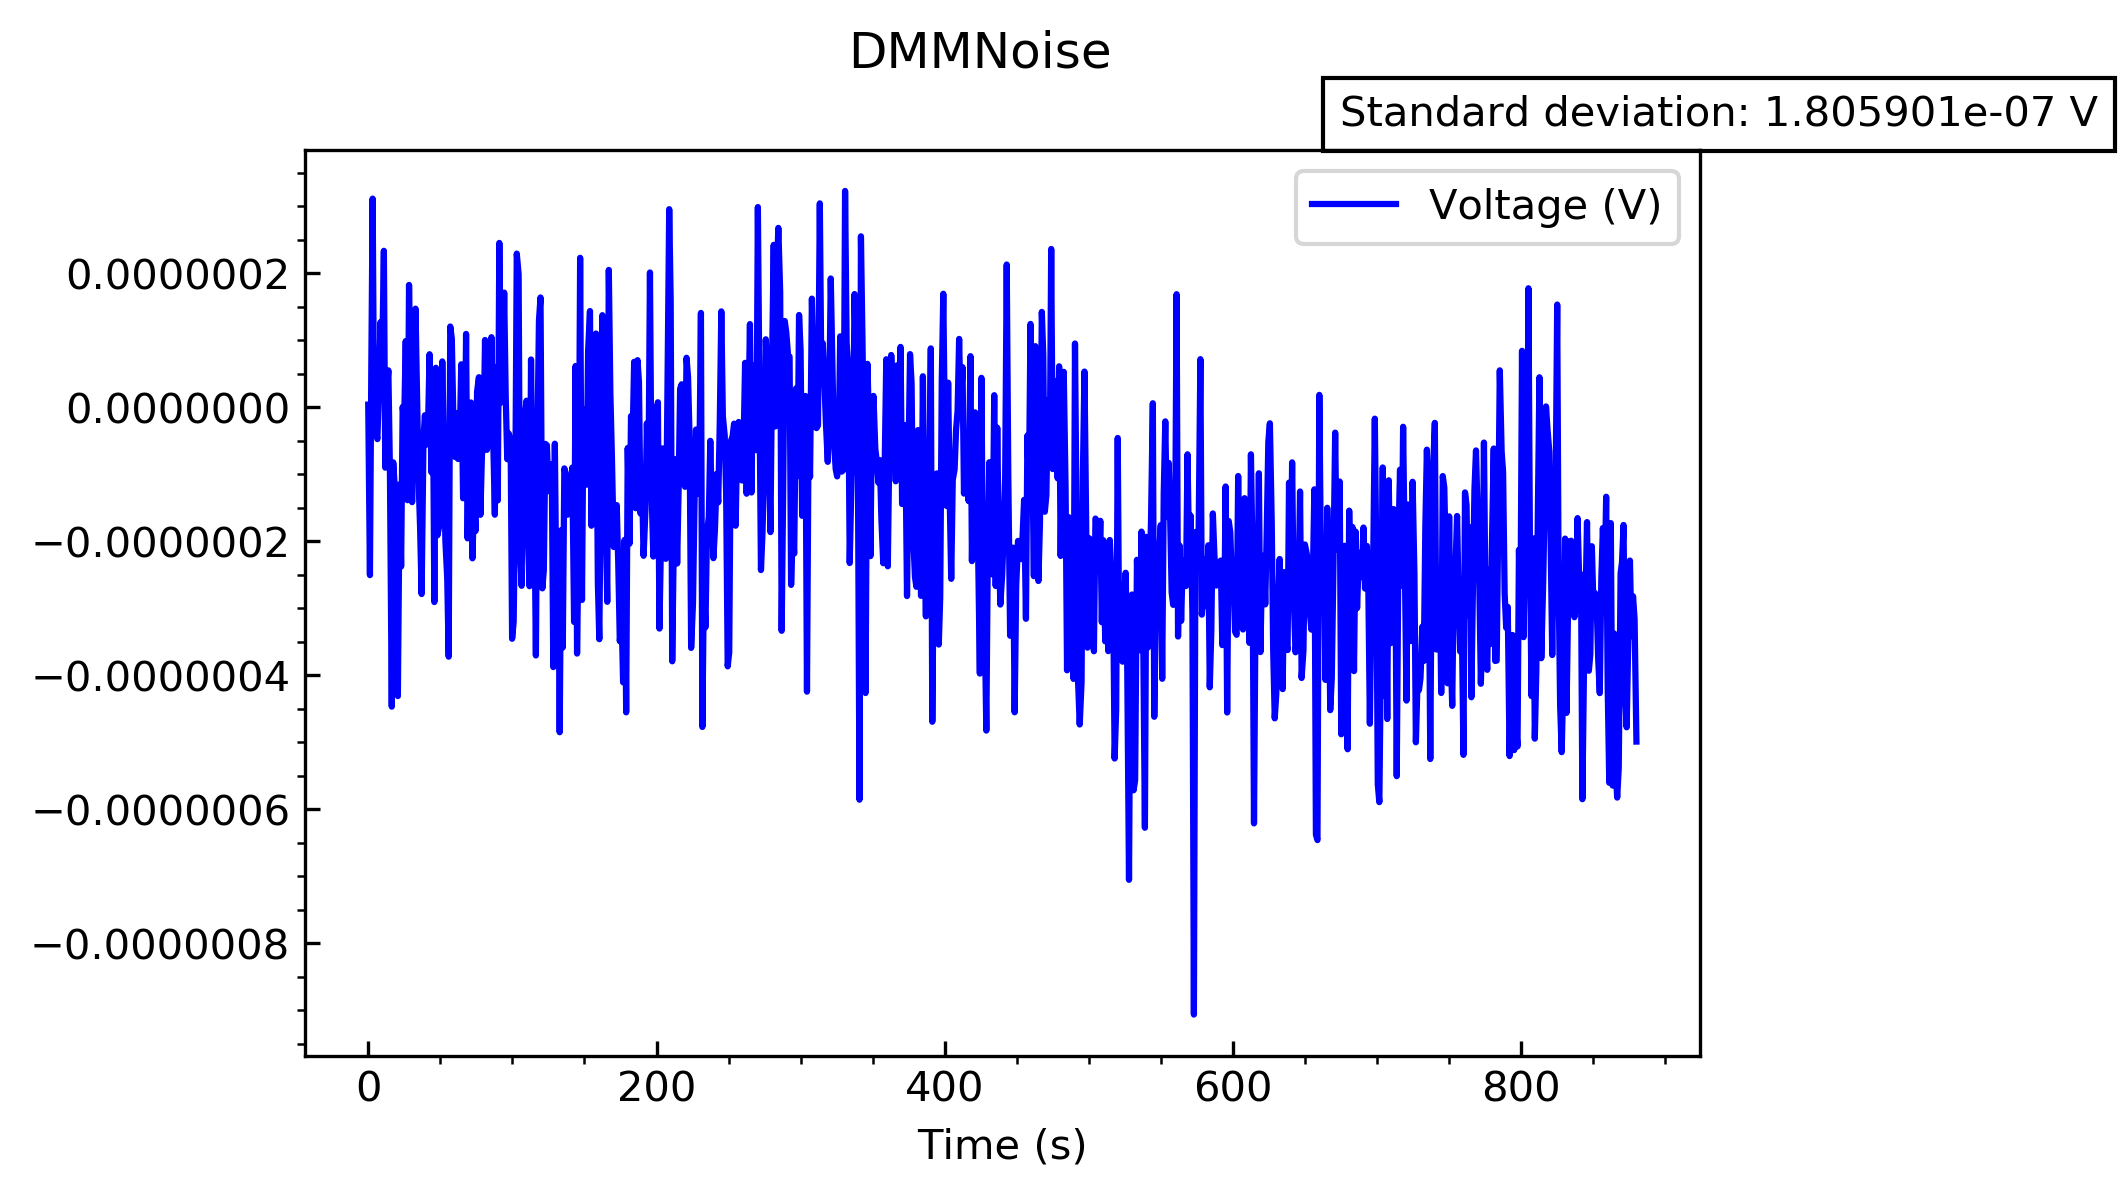 DMMNoise
Standard deviation: 1.805901e-07 V
Voltage (V)
0.0000002
0.0000000
−0.0000002
−0.0000004
−0.0000006
−0.0000008
0 200 400 600 800
Time (s)